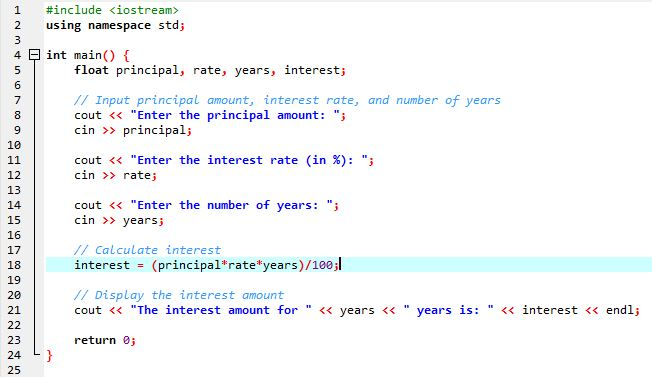 1 #include <iostream>
2 using namespace std;
3
4 int main() {
5 float principal, rate, years, interest;
6
7 // Input principal amount, interest rate, and number of years
8 cout << "Enter the principal amount: ";
9 cin >> principal;
10
11 cout << "Enter the interest rate (in %): ";
12 cin >> rate;
13
14 cout << "Enter the number of years: ";
15 cin >> years;
16
17 // Calculate interest
18 interest = (principal*rate*years)/100;
19
20 // Display the interest amount
21 cout << "The interest amount for " << years << " years is: " << interest << endl;
22
23 return 0;
24 }
25